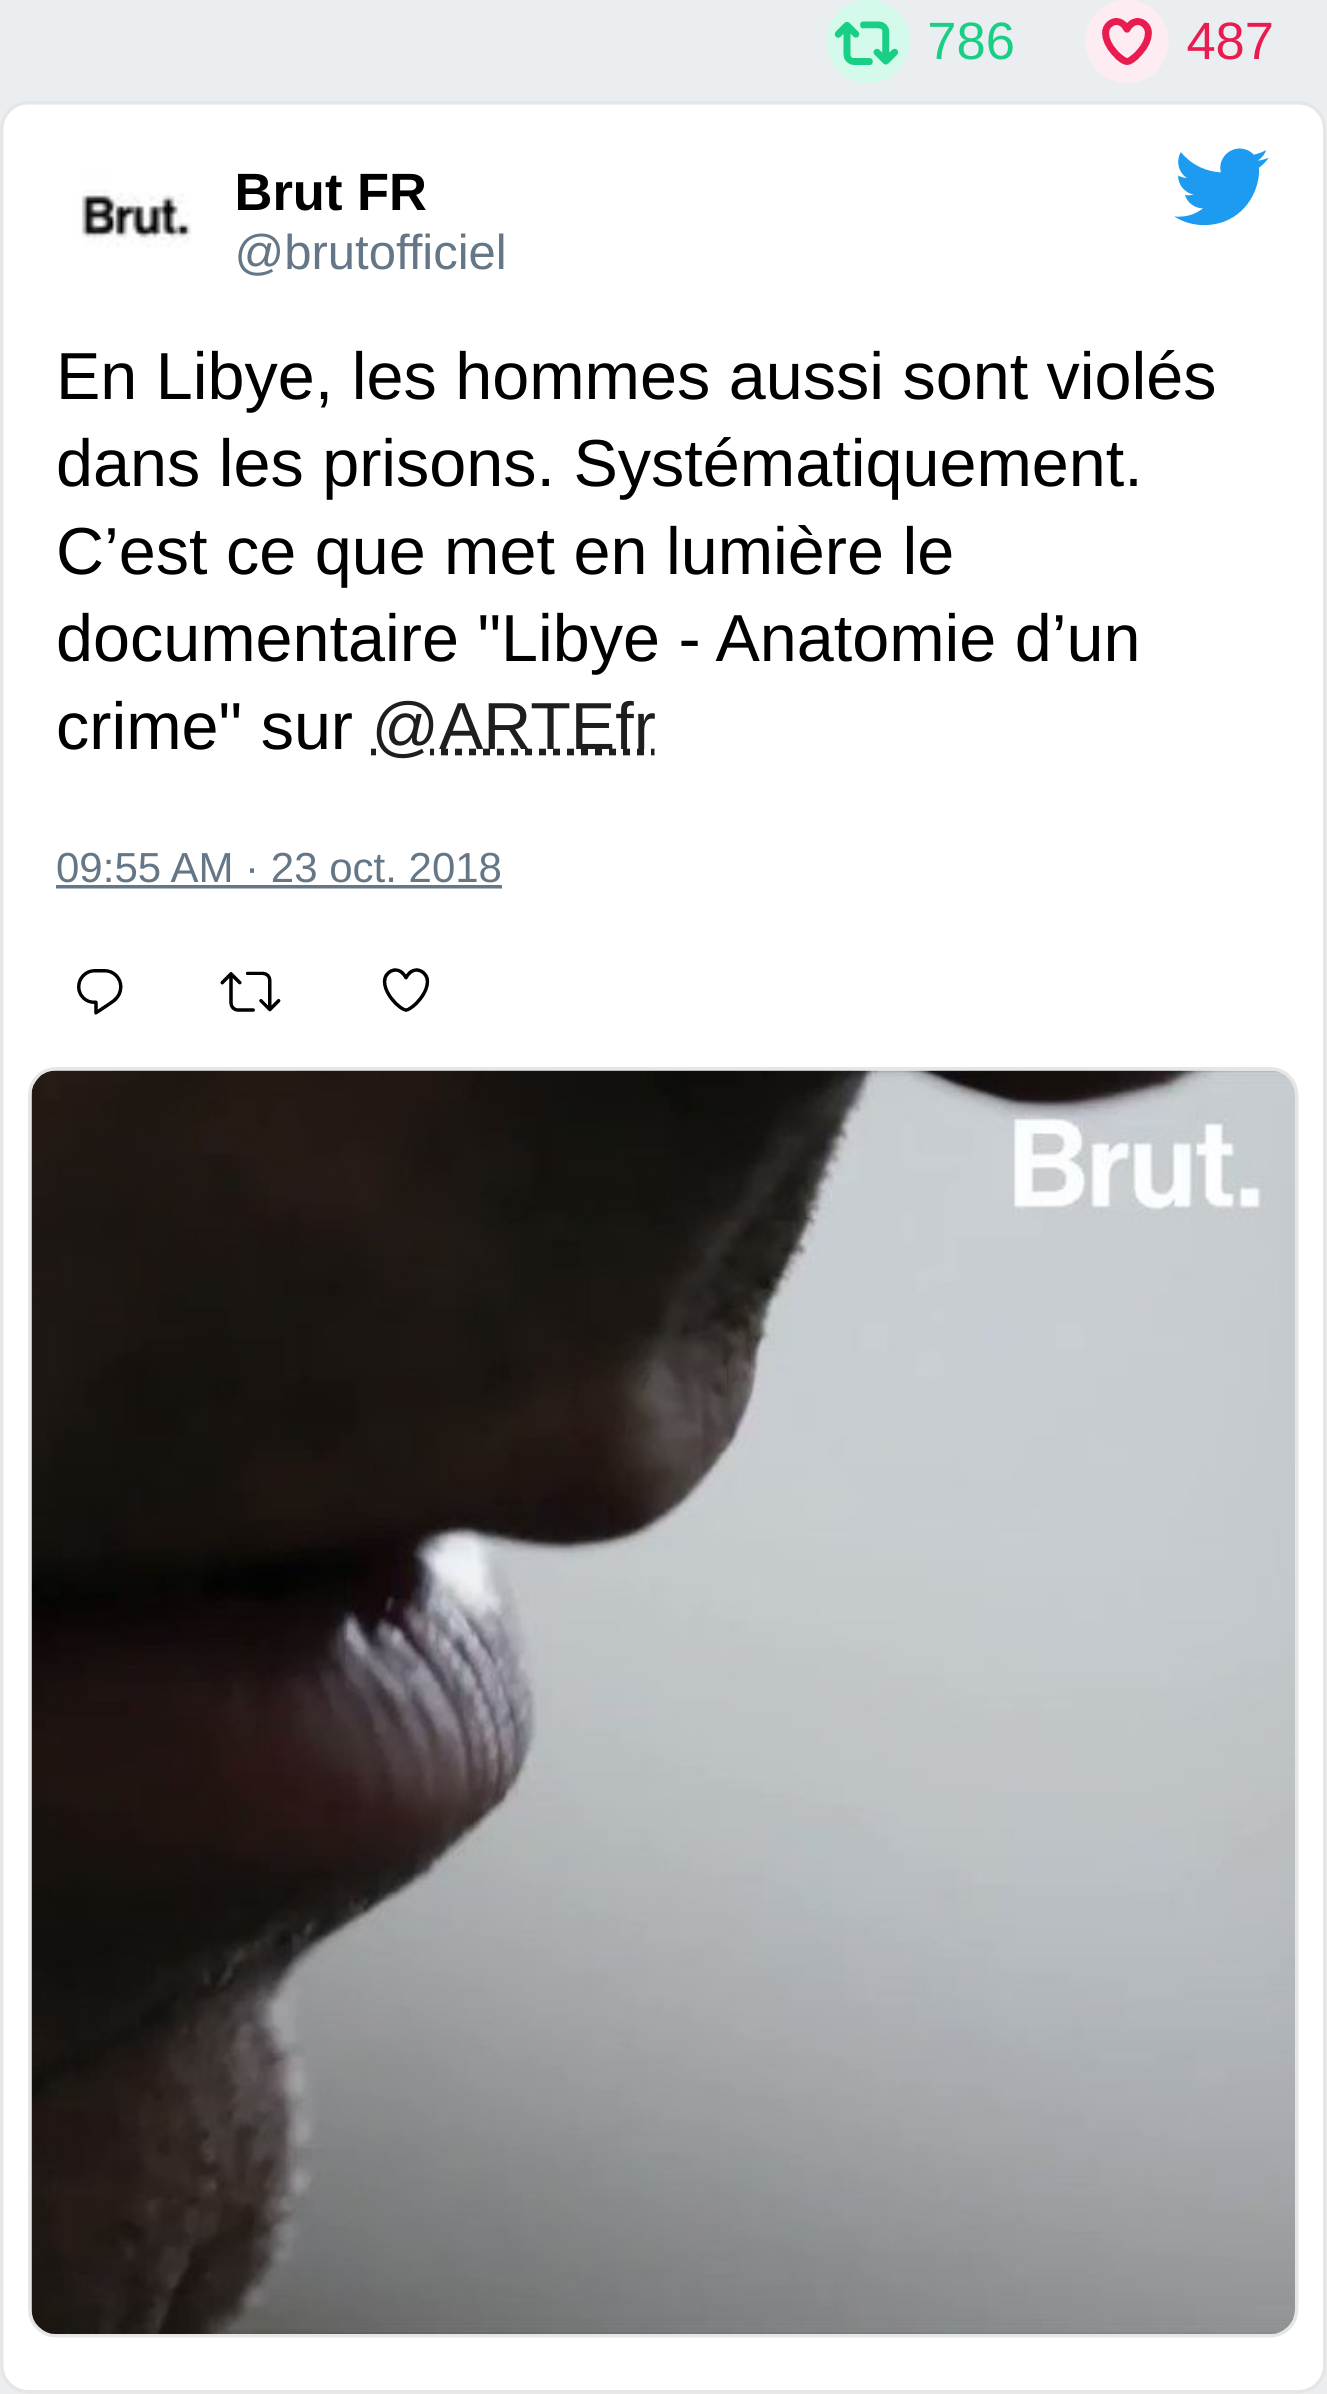 786 487
Brut.
Brut FR
@brutofficiel
En Libye, les hommes aussi sont violés
dans les prisons. Systématiquement.
C’est ce que met en lumière le
documentaire "Libye - Anatomie d’un
crime" sur @ARTEfr
09:55 AM · 23 oct. 2018
Brut.